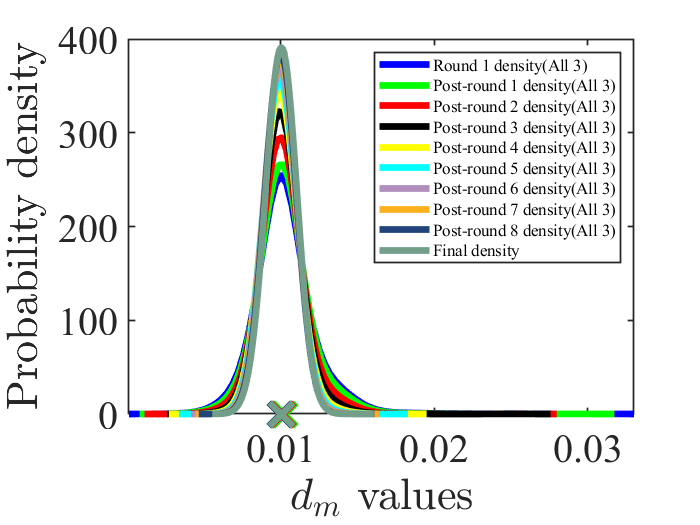 400
300
200
100
0
Probability density
Round 1 density(All 3)
Post-round 1 density(All 3)
Post-round 2 density(All 3)
Post-round 3 density(All 3)
Post-round 4 density(All 3)
Post-round 5 density(All 3)
Post-round 6 density(All 3)
Post-round 7 density(All 3)
Post-round 8 density(All 3)
Final density
0.01 0.02 0.03
d_m values